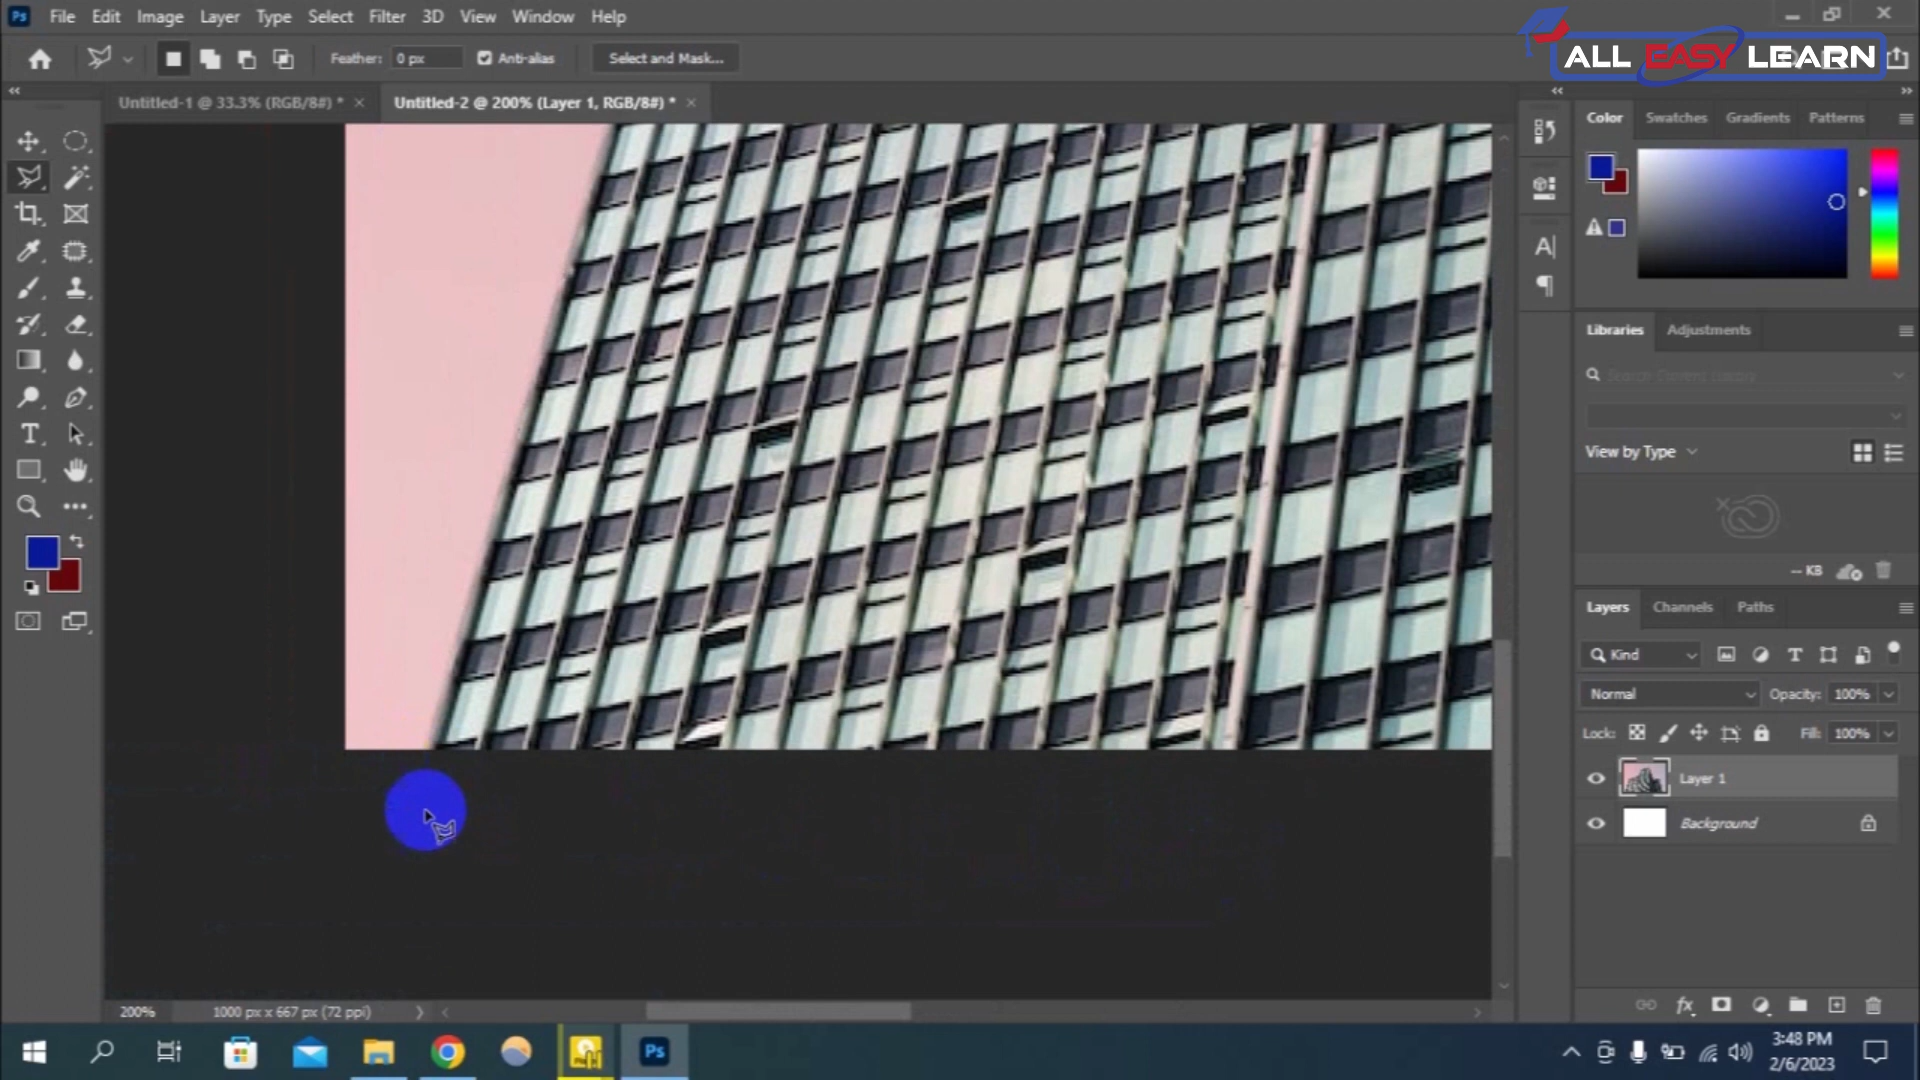 Ps File Edit Image Layer Type Select Filter 3D View Window Help
ALL EASY LEARN
Feather: 0 px Anti-alias Select and Mask...
Untitled-1 @ 33.3% (RGB/8#) * Untitled-2 @ 200% (Layer 1, RGB/8#) *
Color Swatches Gradients Patterns
Libraries Adjustments
View by Type
-- KB
Layers Channels Paths
Kind
Normal Opacity: 100%
Lock: Fill: 100%
Layer 1
Background
200% 1000 px x 667 px (72 ppi)
Ps
3:48 PM
2/6/2023